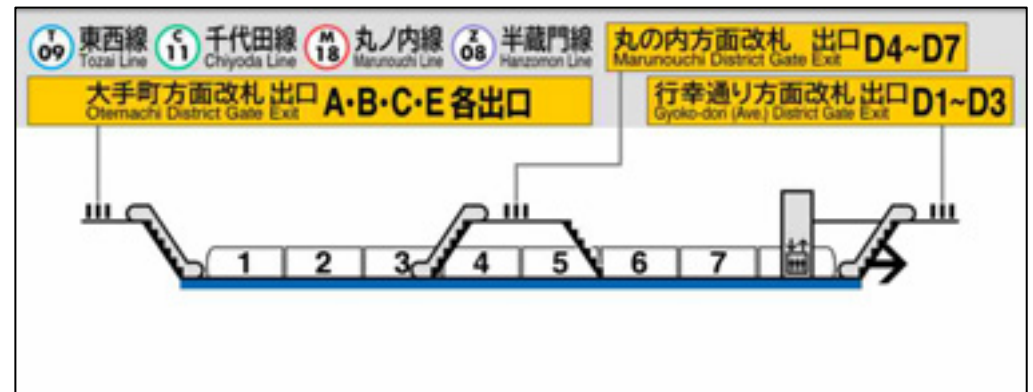 T 09 東西線 C 11 千代田線 M 18 丸ノ内線 Z 08 半蔵門線
Tozai Line Chiyoda Line Marunouchi Line Hanzomon Line
丸の内方面改札 出口 D4~D7
Marunouchi District Gate Exit
大手町方面改札 出口 A・B・C・E 各出口
Otemachi District Gate Exit
行幸通り方面改札 出口 D1~D3
Gyoko-dori (Ave.) District Gate Exit
1 2 3 4 5 6 7